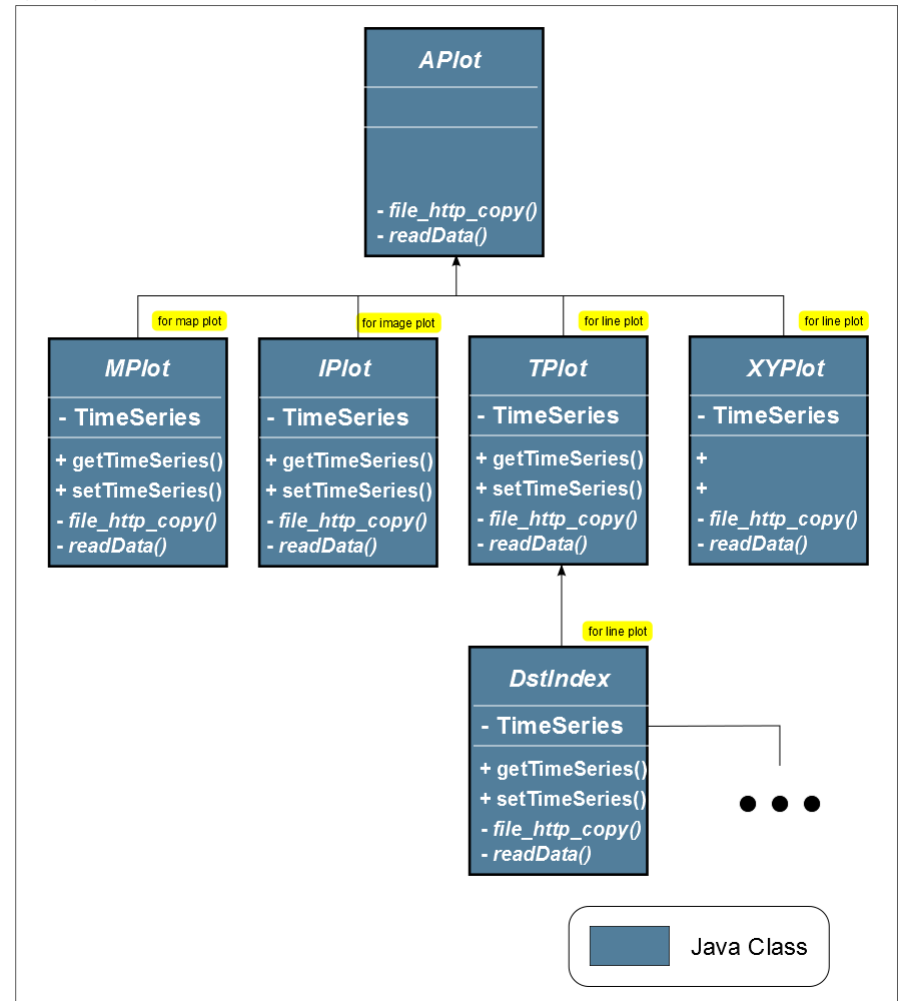 APlot
- file_http_copy()
- readData()
for map plot
for image plot
for line plot
for line plot
MPlot
- TimeSeries
+ getTimeSeries()
+ setTimeSeries()
- file_http_copy()
- readData()
IPlot
- TimeSeries
+ getTimeSeries()
+ setTimeSeries()
- file_http_copy()
- readData()
TPlot
- TimeSeries
+ getTimeSeries()
+ setTimeSeries()
- file_http_copy()
- readData()
XYPlot
- TimeSeries
+
+
- file_http_copy()
- readData()
for line plot
DstIndex
- TimeSeries
+ getTimeSeries()
+ setTimeSeries()
- file_http_copy()
- readData()
Java Class